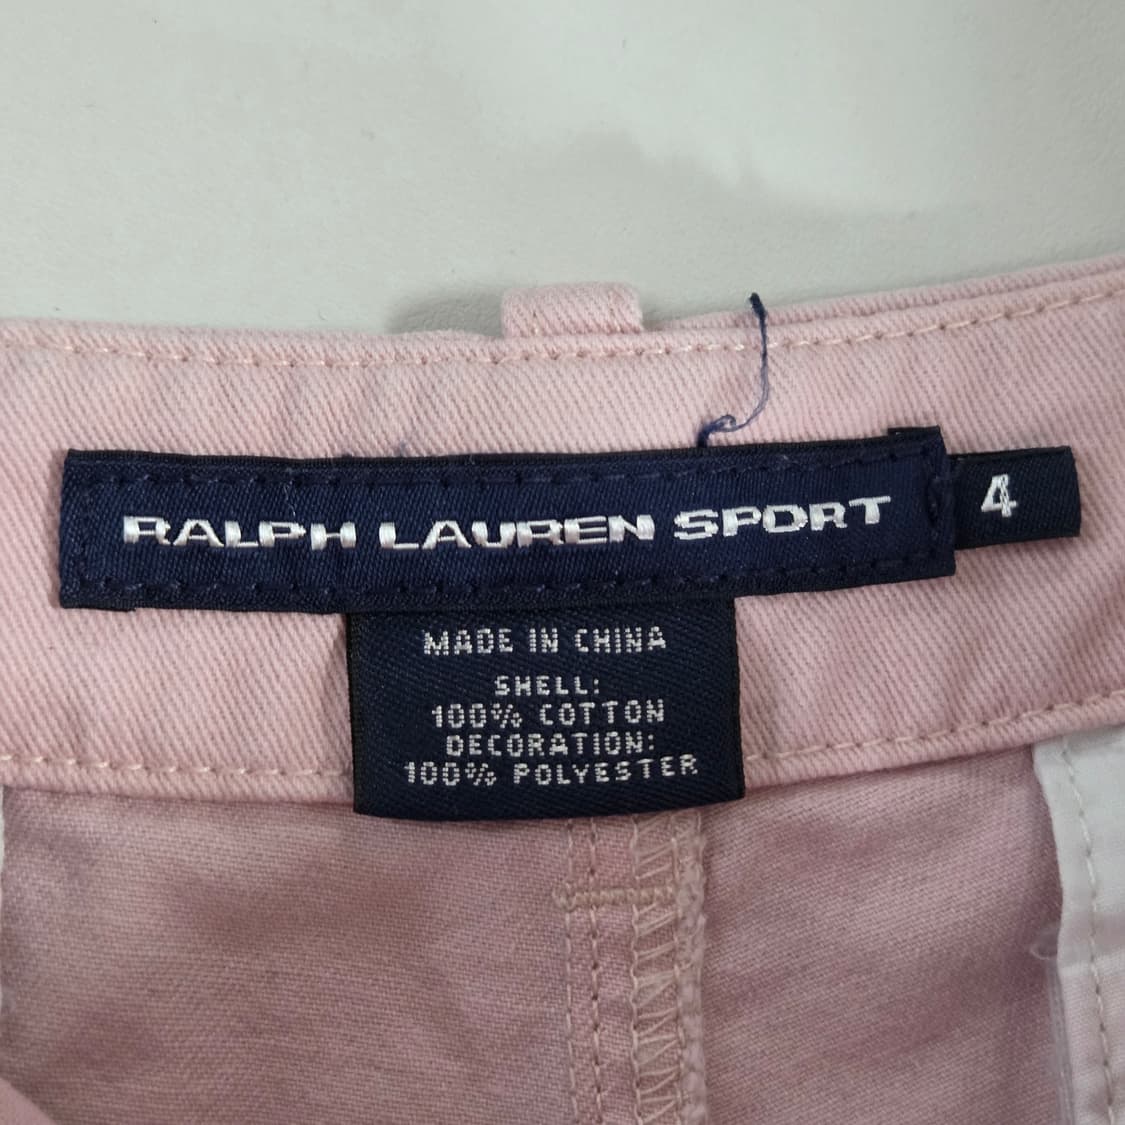 RALPH LAUREN SPORT
4
MADE IN CHINA
SHELL:
100% COTTON
DECORATION:
100% POLYESTER